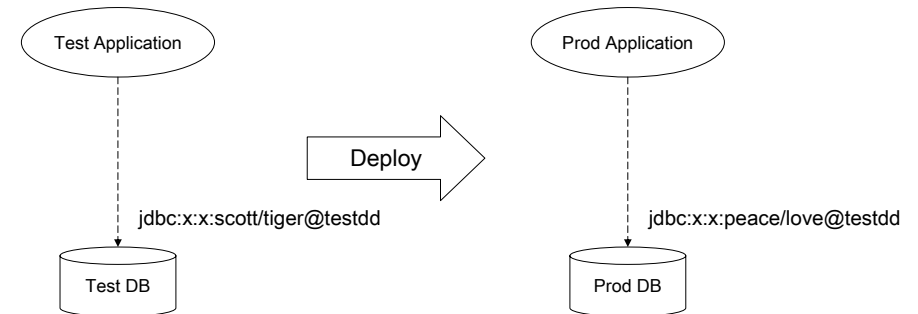 Test Application
Prod Application
Deploy
jdbc:x:x:scott/tiger@testdd
jdbc:x:x:peace/love@testdd
Test DB
Prod DB